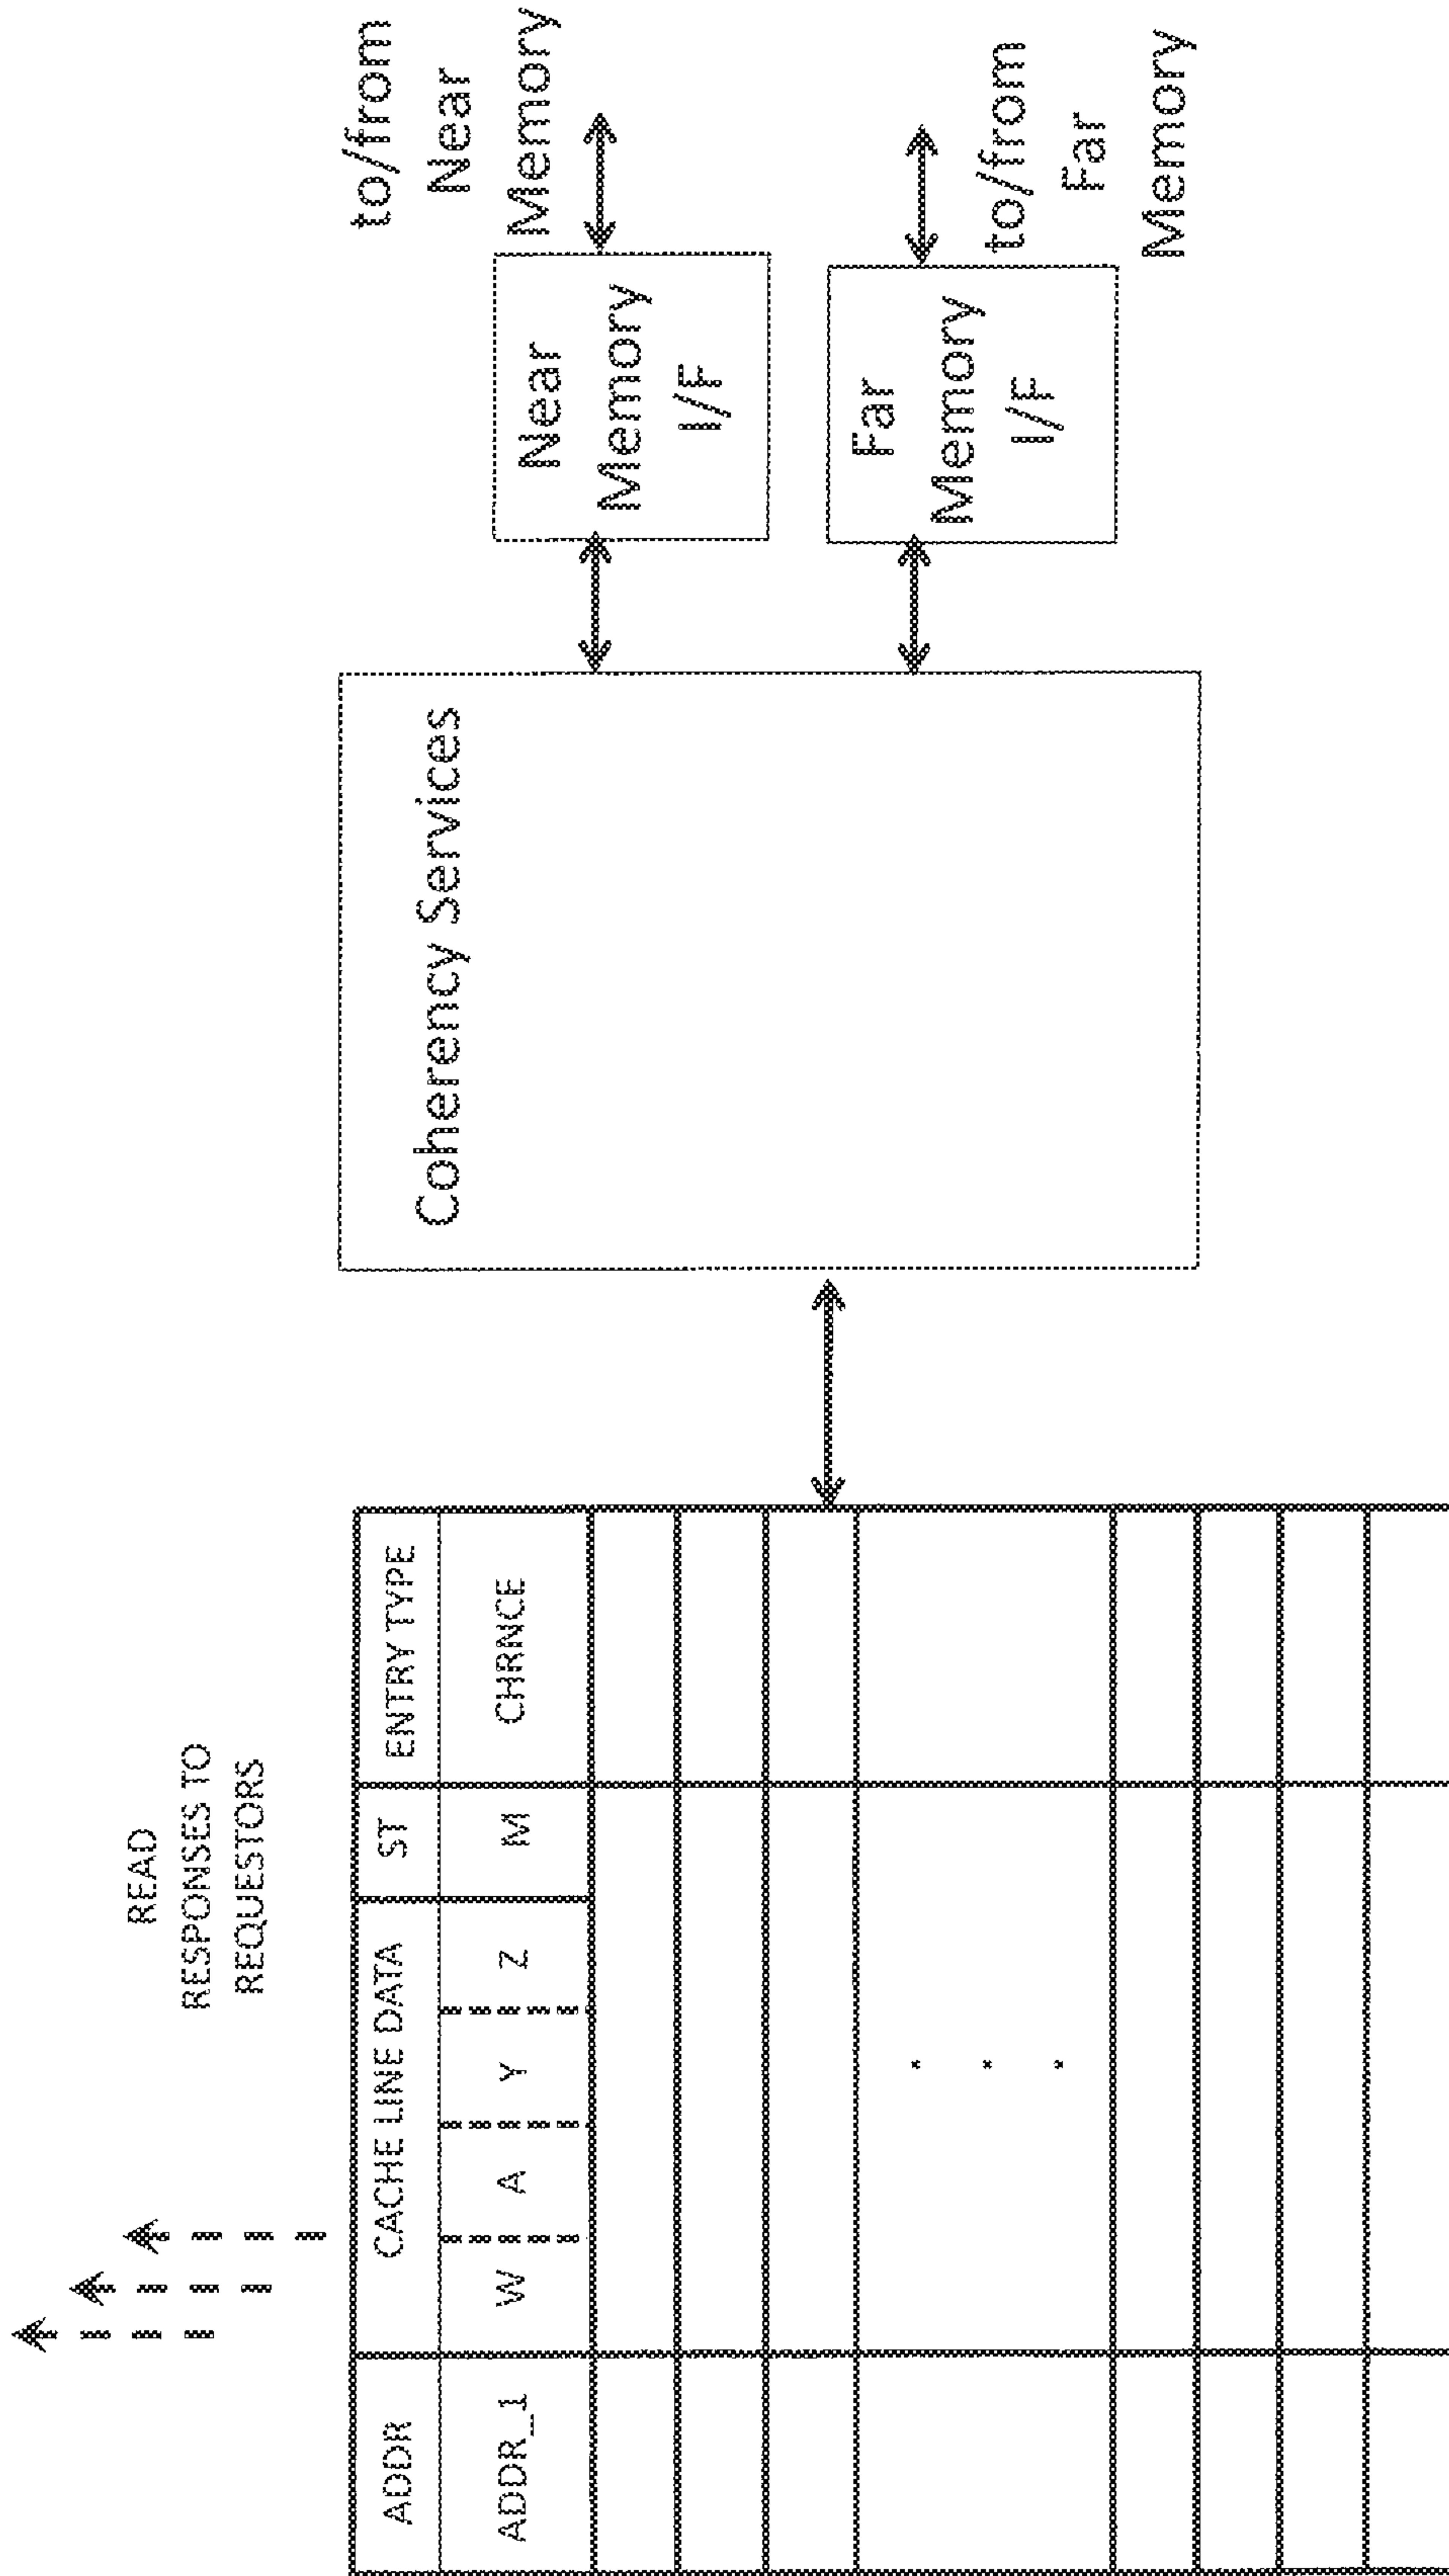 READ
RESPONSES TO
REQUESTORS
ADDR CACHE LINE DATA ST ENTRY TYPE
ADDR_1 W A Y Z M CHRNCE
. . .
Coherency Services
Near
Memory
I/F
to/from
Near
Memory
Far
Memory
I/F
to/from
Far
Memory